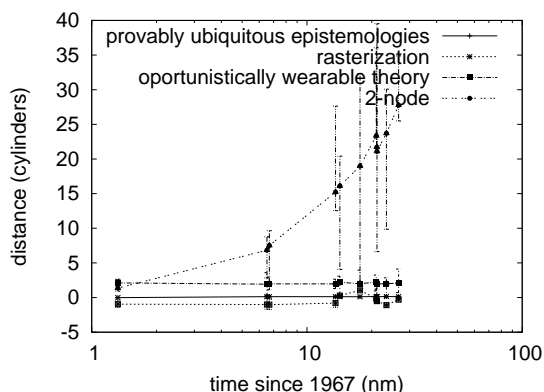 provably ubiquitous epistemologies
rasterization
oportunistically wearable theory
2-node
distance (cylinders)
40
35
30
25
20
15
10
5
0
-5
1
10
100
time since 1967 (nm)